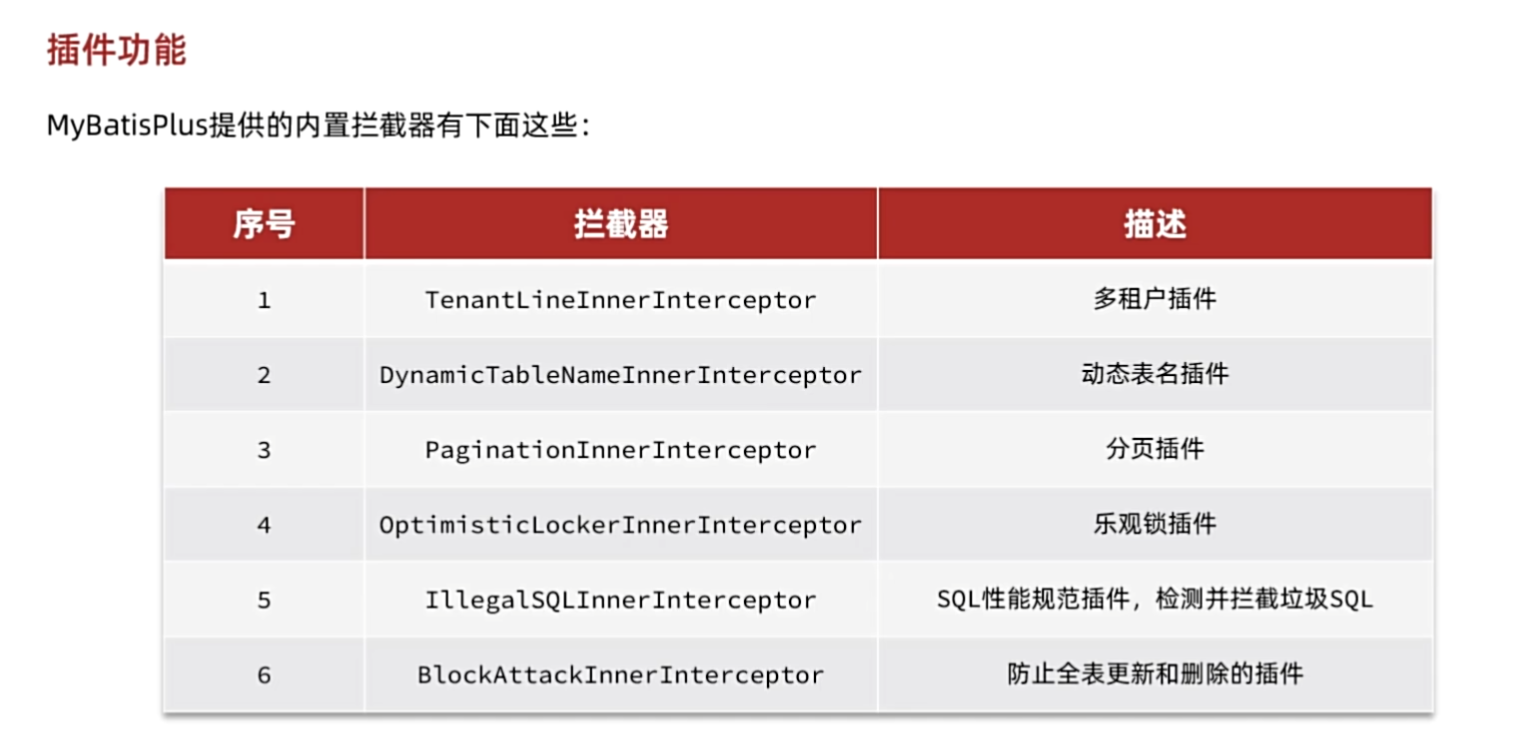 插件功能
MyBatisPlus提供的内置拦截器有下面这些：
序号 拦截器 描述
1 TenantLineInnerInterceptor 多租户插件
2 DynamicTableNameInnerInterceptor 动态表名插件
3 PaginationInnerInterceptor 分页插件
4 OptimisticLockerInnerInterceptor 乐观锁插件
5 IllegalSQLInnerInterceptor SQL性能规范插件，检测并拦截垃圾SQL
6 BlockAttackInnerInterceptor 防止全表更新和删除的插件